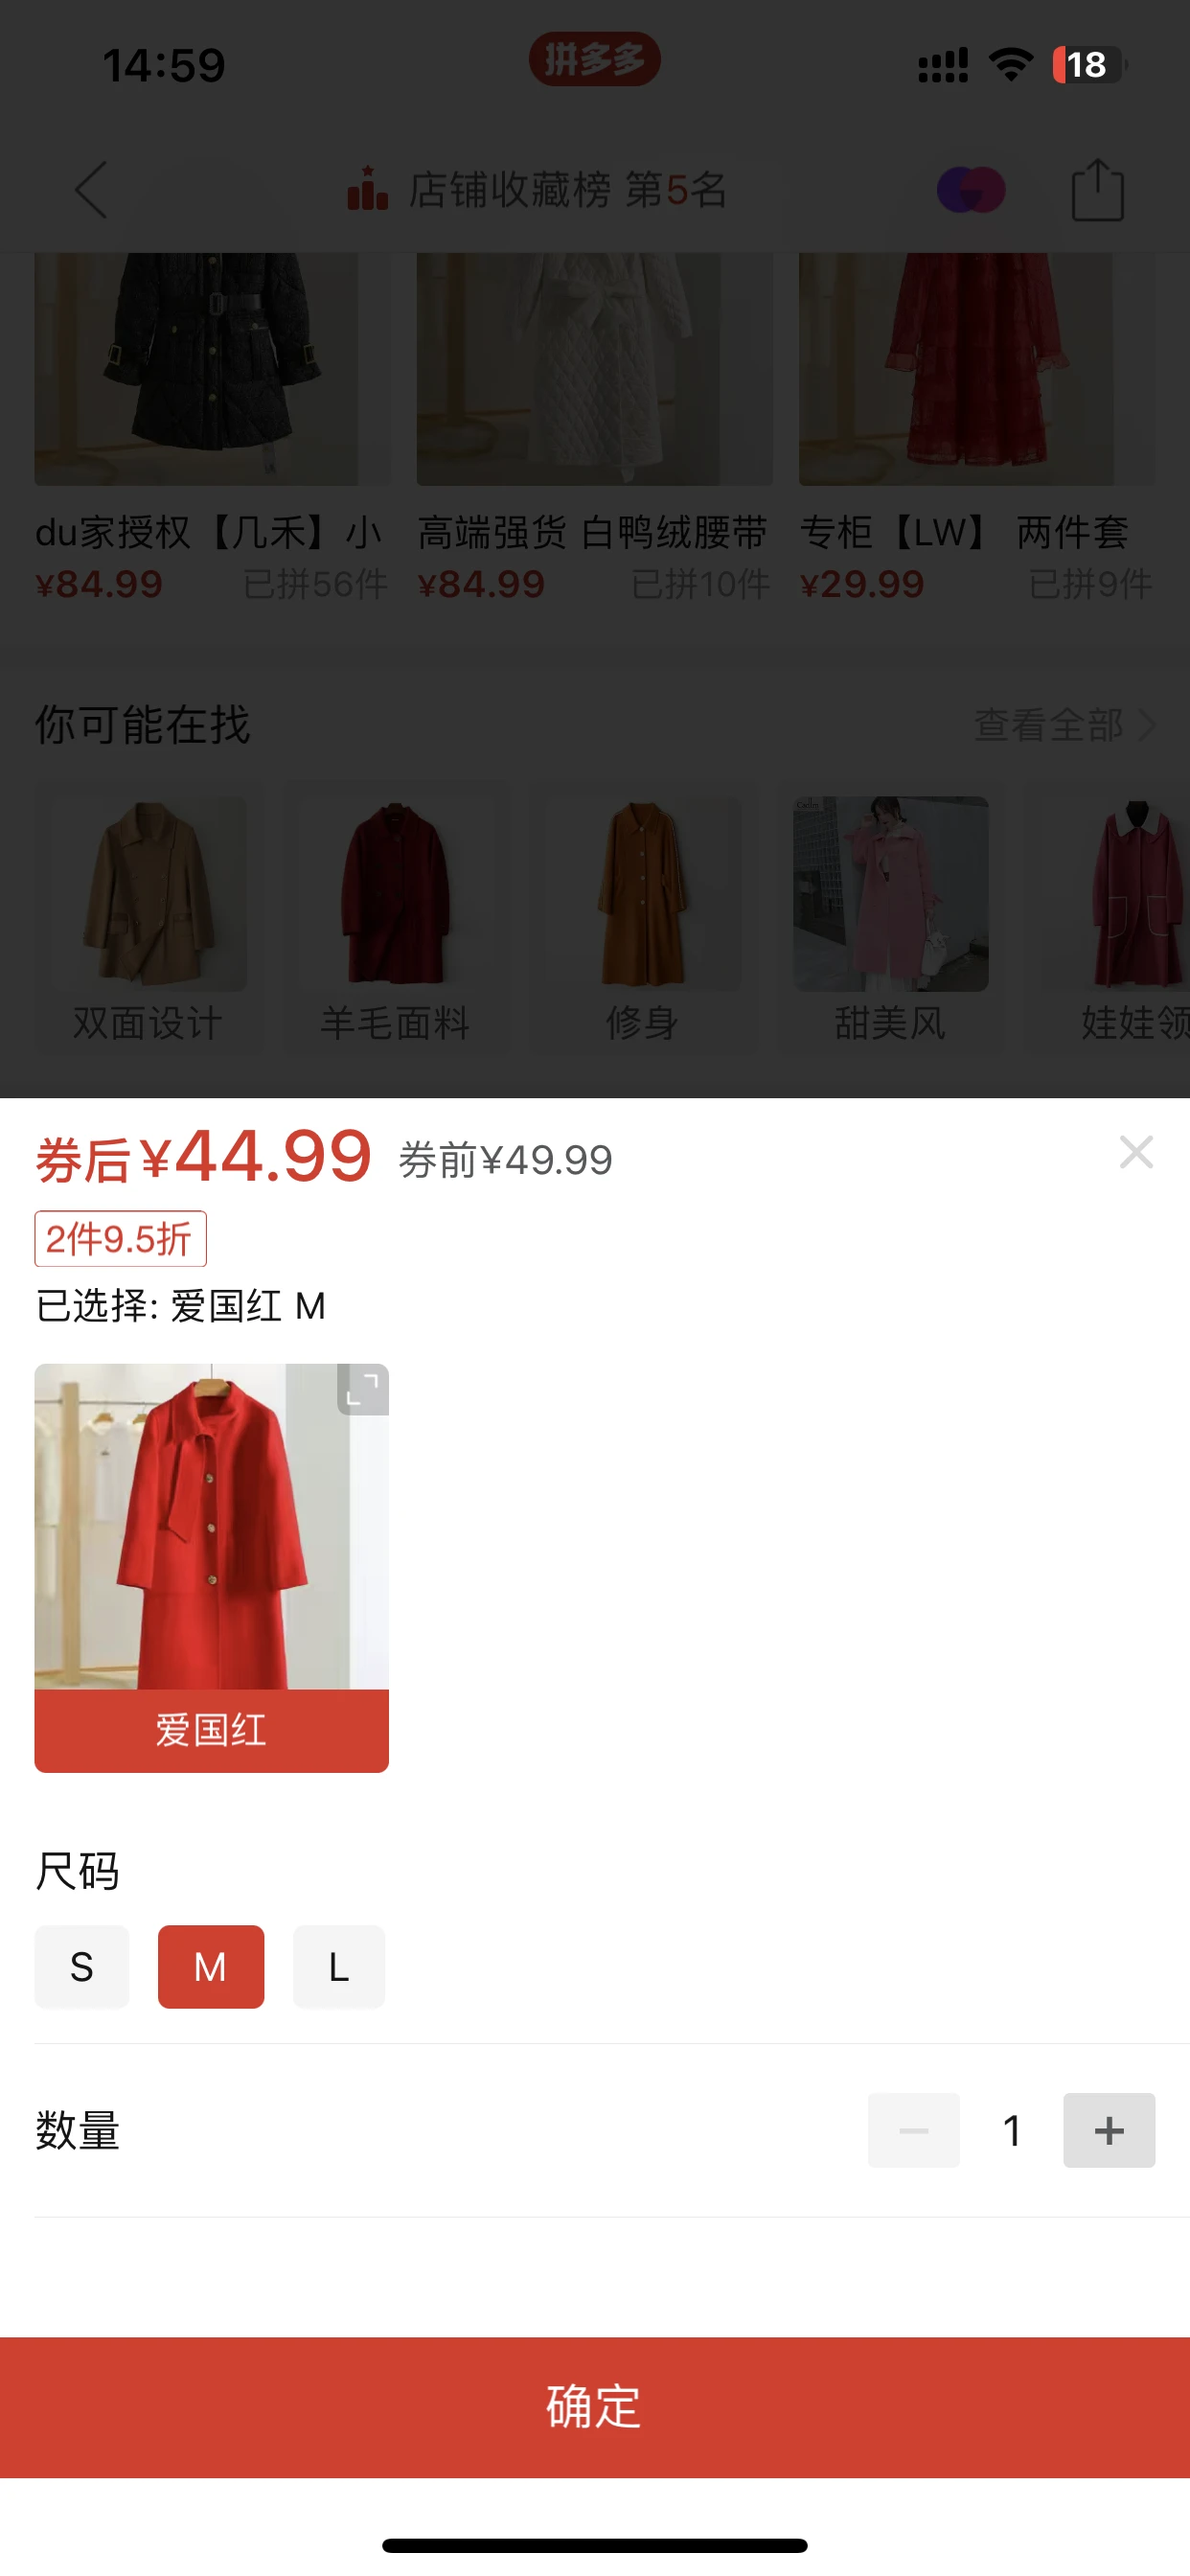 14:59
拼多多
18
店铺收藏榜 第5名
du家授权【几禾】小
高端强货 白鸭绒腰带
专柜【LW】 两件套
¥84.99 已拼56件
¥84.99 已拼10件
¥29.99 已拼9件
你可能在找
查看全部
双面设计
羊毛面料
修身
甜美风
娃娃领
券后¥44.99 券前¥49.99
2件9.5折
已选择: 爱国红 M
爱国红
尺码
S
M
L
数量
1
确定